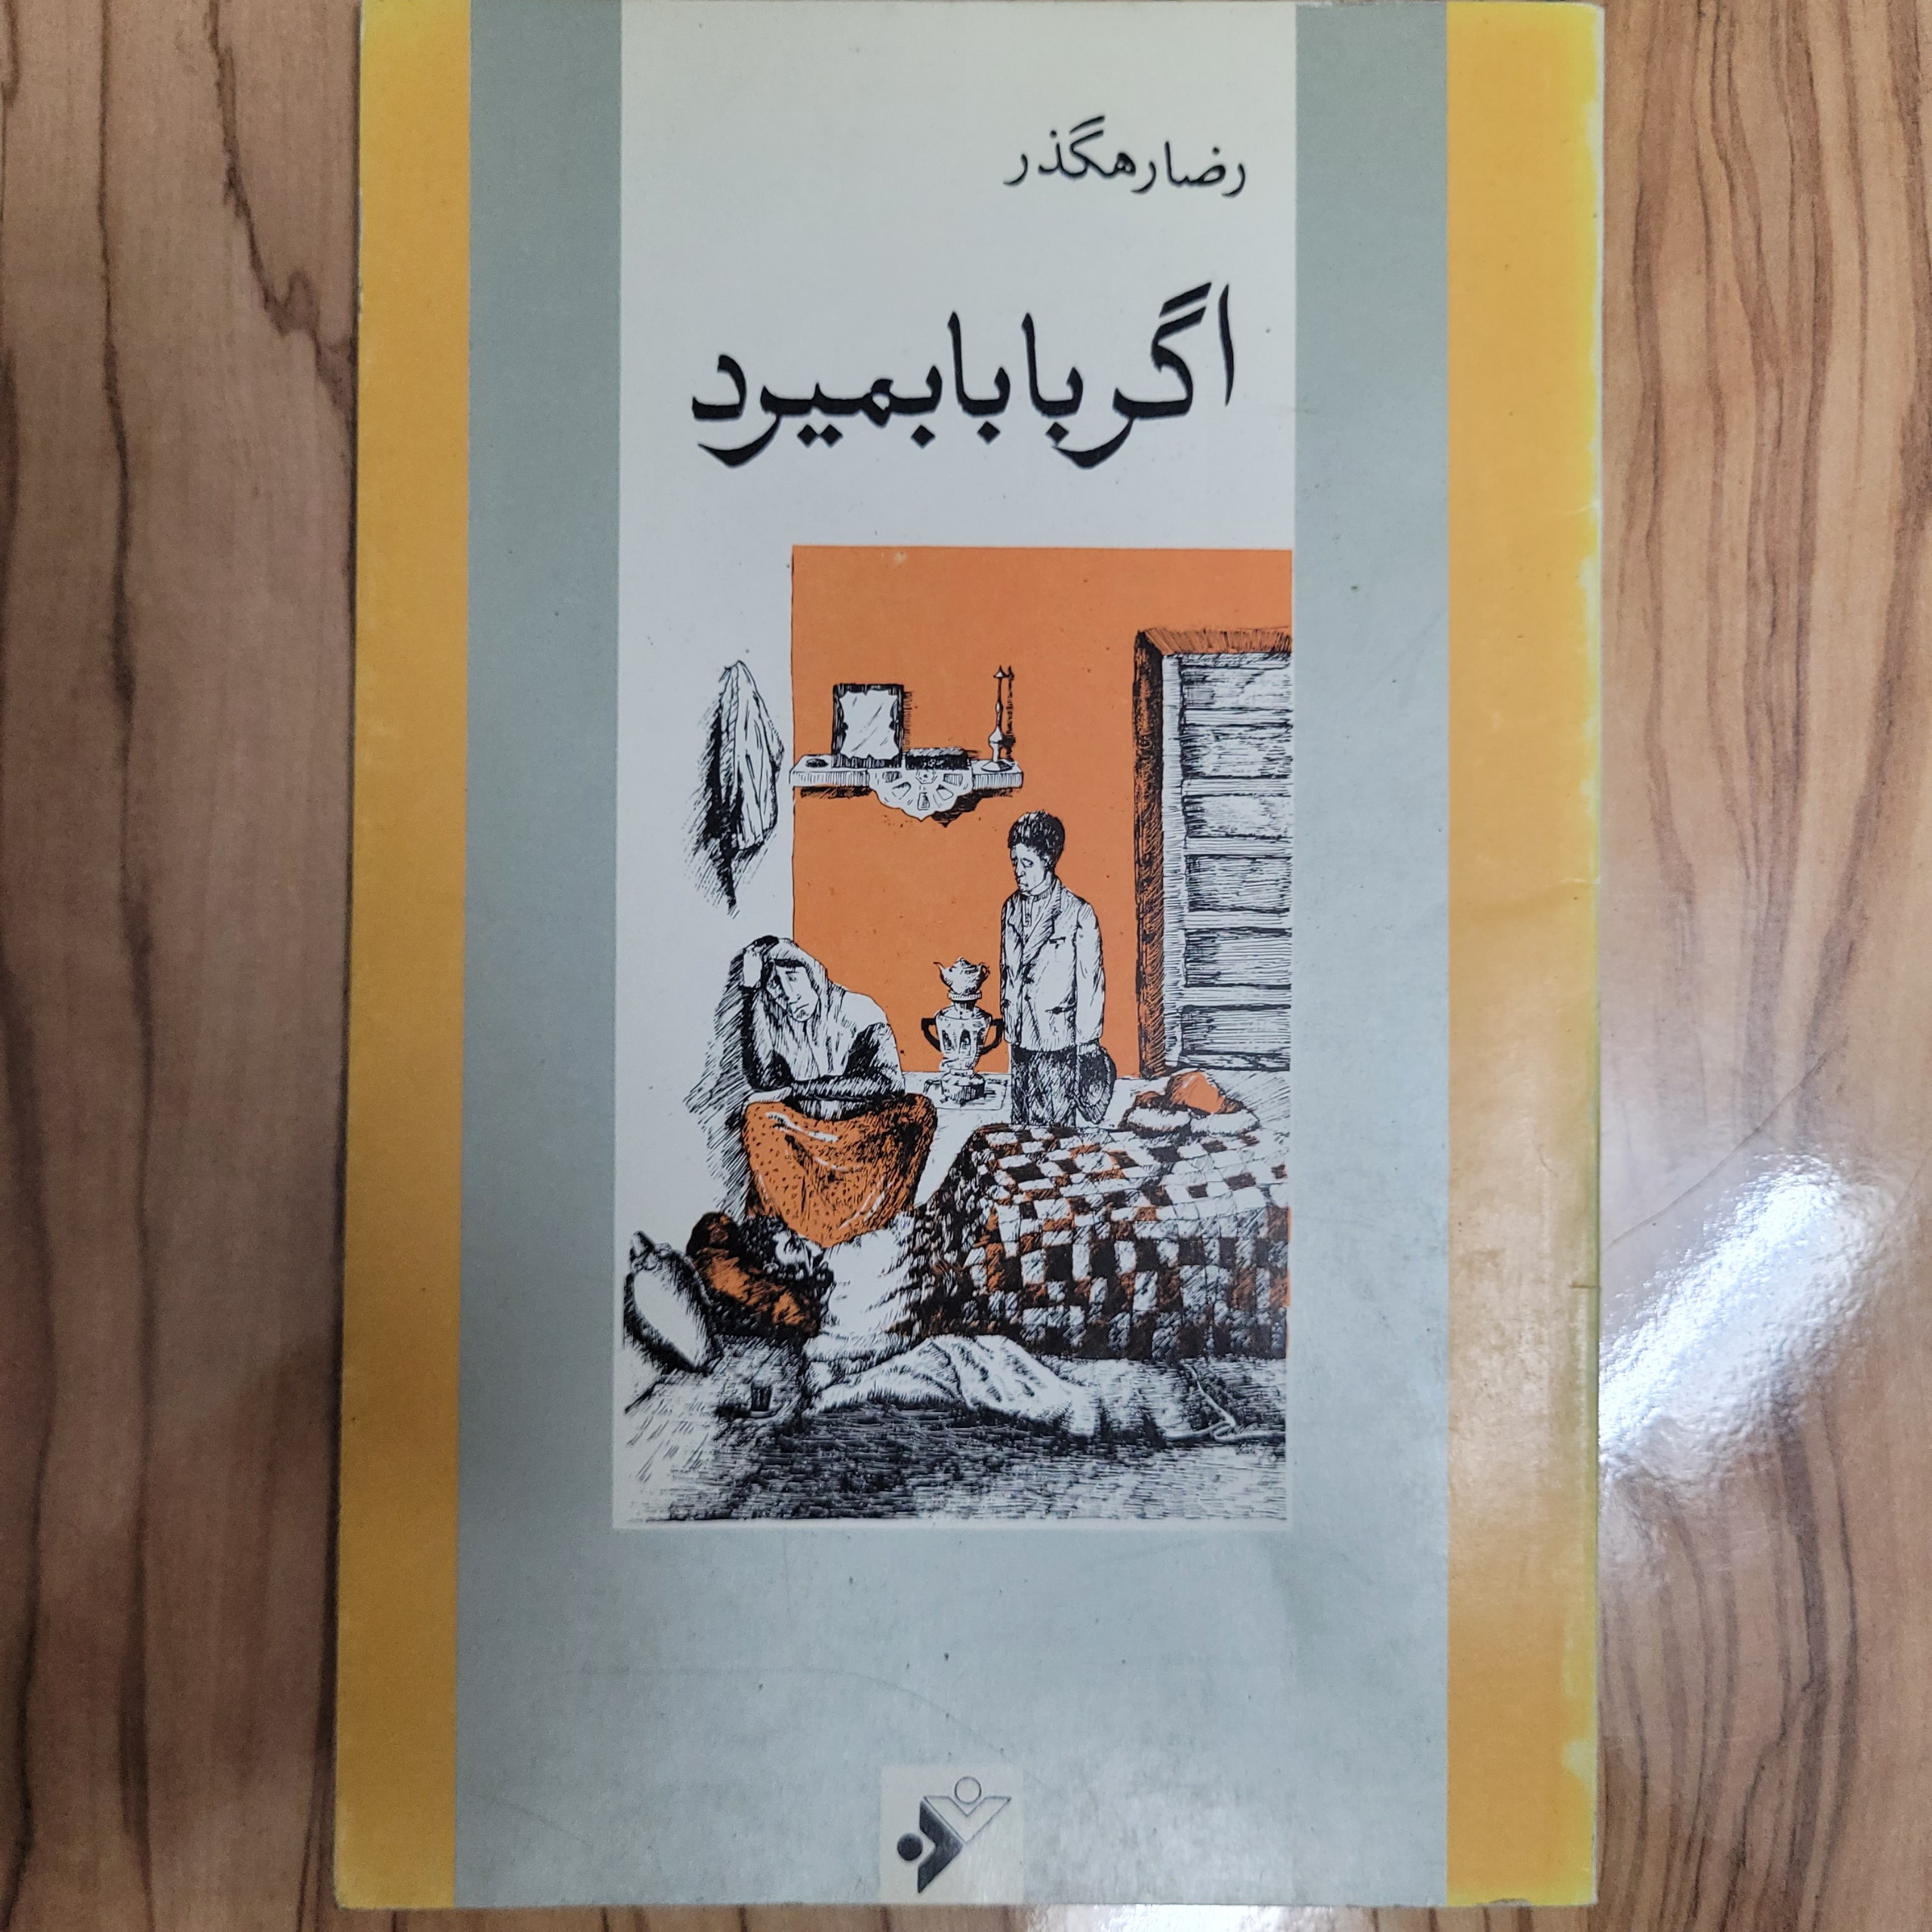 رضا رهگذر
اگر بابا بمیرد